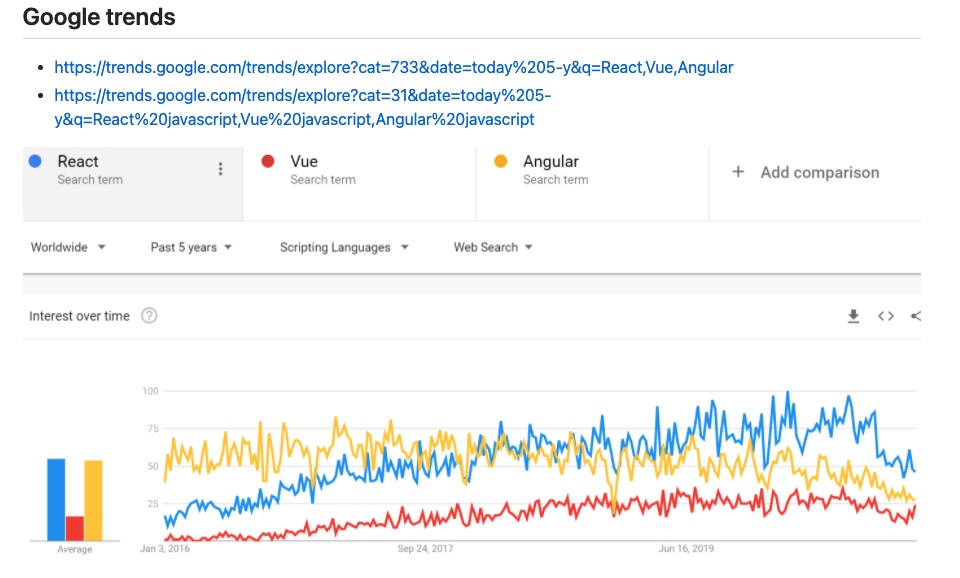 Google trends
https://trends.google.com/trends/explore?cat=733&date=today%205-y&q=React,Vue,Angular
https://trends.google.com/trends/explore?cat=31&date=today%205-
y&q=React%20javascript,Vue%20javascript,Angular%20javascript
React
Search term
Vue
Search term
Angular
Search term
+ Add comparison
Worldwide
Past 5 years
Scripting Languages
Web Search
Interest over time
100
75
50
25
Average
Jan 3, 2016
Sep 24, 2017
Jun 16, 2019